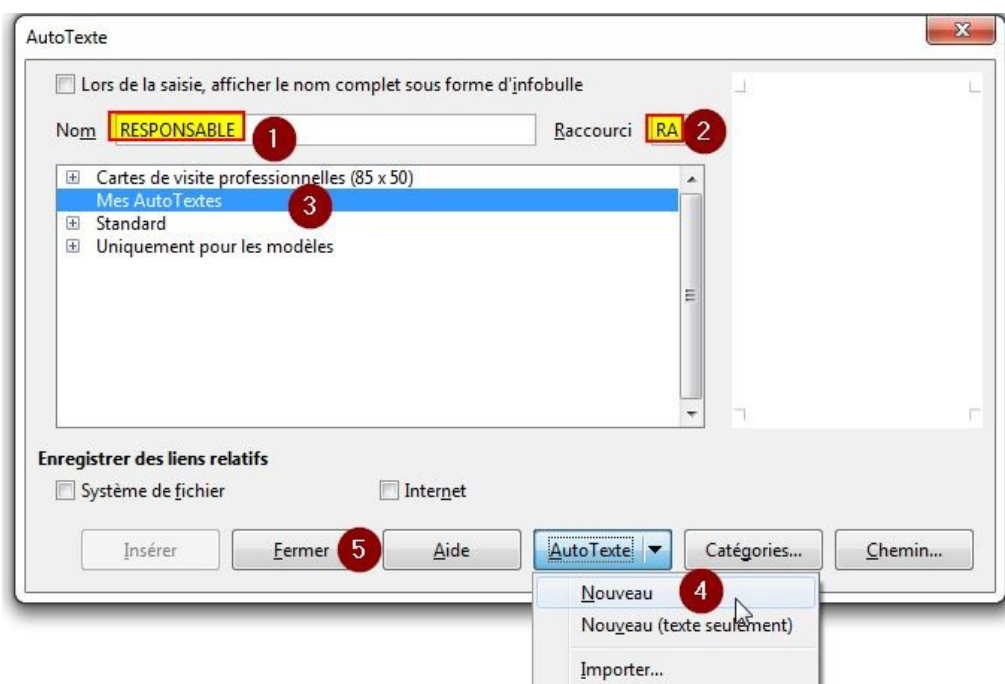 AutoTexte
Lors de la saisie, afficher le nom complet sous forme d'infobulle
Nom RESPONSABLE 1 Raccourci RA 2
Cartes de visite professionnelles (85 x 50)
Mes AutoTextes 3
Standard
Uniquement pour les modèles
Enregistrer des liens relatifs
Système de fichier Internet
Insérer Fermer 5 Aide AutoTexte Catégories... Chemin...
Nouveau 4
Nouveau (texte seulement)
Importer...